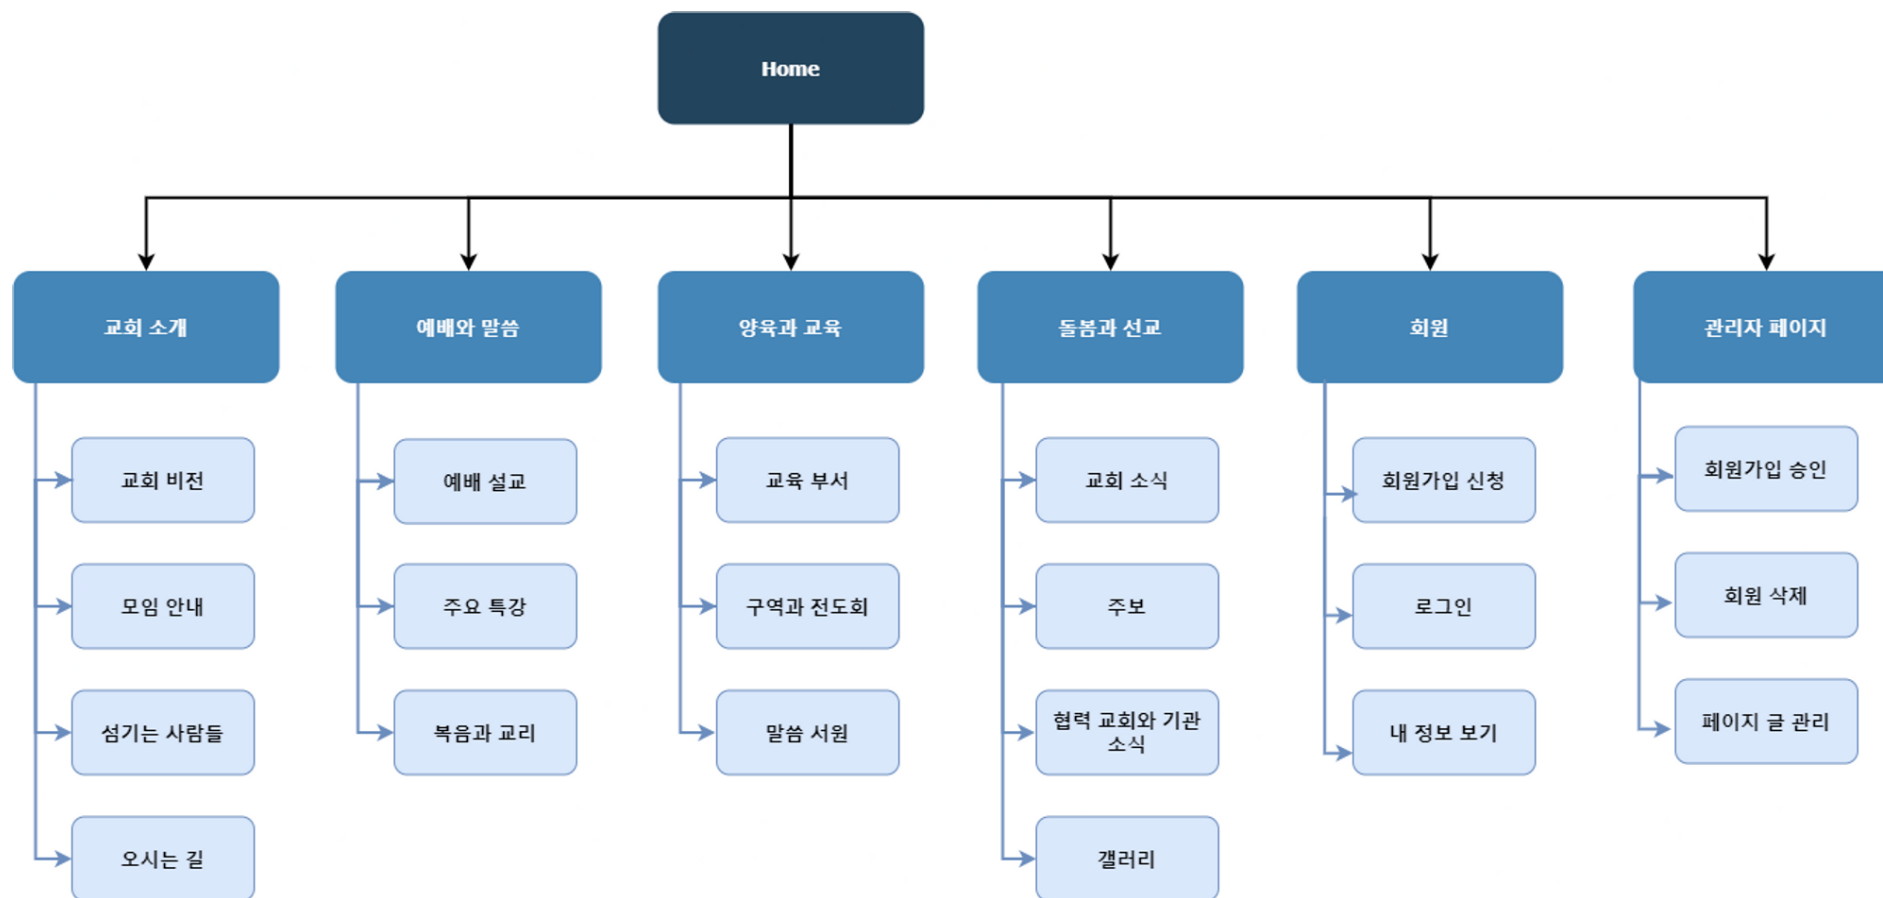 Home
교회 소개
예배와 말씀
양육과 교육
돌봄과 선교
회원
관리자 페이지
교회 비전
모임 안내
섬기는 사람들
오시는 길
예배 설교
주요 특강
복음과 교리
교육 부서
구역과 전도회
말씀 서원
교회 소식
주보
협력 교회와 기관
소식
갤러리
회원가입 신청
로그인
내 정보 보기
회원가입 승인
회원 삭제
페이지 글 관리